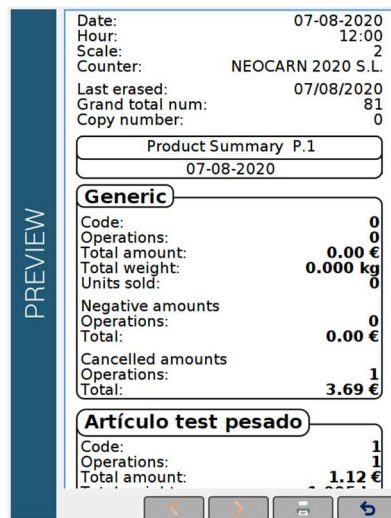 PREVIEW
Date: 07-08-2020
Hour: 12:00
Scale: 2
Counter: NEOCARN 2020 S.L.
Last erased: 07/08/2020
Grand total num: 81
Copy number: 0
Product Summary P.1
07-08-2020
Generic
Code: 0
Operations: 0
Total amount: 0.00 €
Total weight: 0.000 kg
Units sold: 0
Negative amounts
Operations: 0
Total: 0.00 €
Cancelled amounts
Operations: 1
Total: 3.69 €
Artículo test pesado
Code: 1
Operations: 1
Total amount: 1.12 €